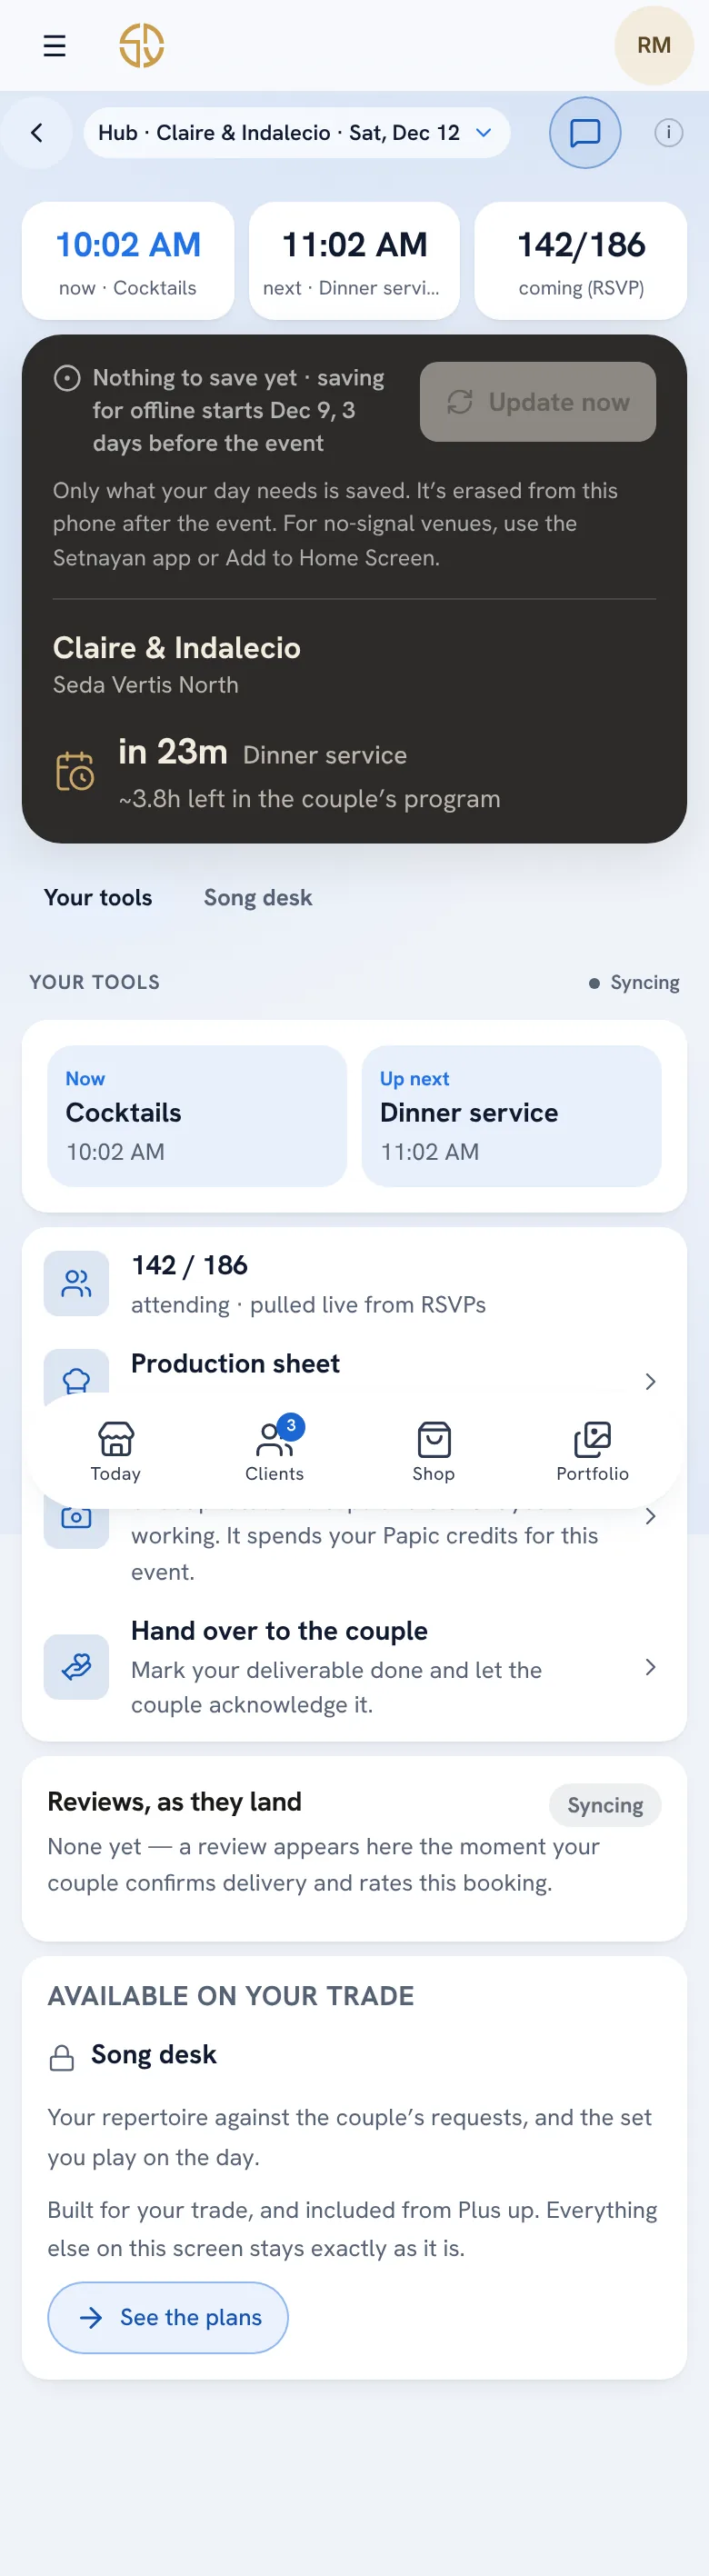 RM
Hub · Claire & Indalecio · Sat, Dec 12
i
10:02 AM
now · Cocktails
11:02 AM
next · Dinner servi...
142/186
coming (RSVP)
Nothing to save yet · saving
for offline starts Dec 9, 3
days before the event
Update now
Only what your day needs is saved. It’s erased from this
phone after the event. For no-signal venues, use the
Setnayan app or Add to Home Screen.
Claire & Indalecio
Seda Vertis North
in 23m Dinner service
~3.8h left in the couple’s program
Your tools
Song desk
YOUR TOOLS
Syncing
Now
Cocktails
10:02 AM
Up next
Dinner service
11:02 AM
142 / 186
attending · pulled live from RSVPs
Production sheet
3
Today
Clients
Shop
Portfolio
working. It spends your Papic credits for this
event.
Hand over to the couple
Mark your deliverable done and let the
couple acknowledge it.
Reviews, as they land
Syncing
None yet — a review appears here the moment your
couple confirms delivery and rates this booking.
AVAILABLE ON YOUR TRADE
Song desk
Your repertoire against the couple’s requests, and the set
you play on the day.
Built for your trade, and included from Plus up. Everything
else on this screen stays exactly as it is.
See the plans